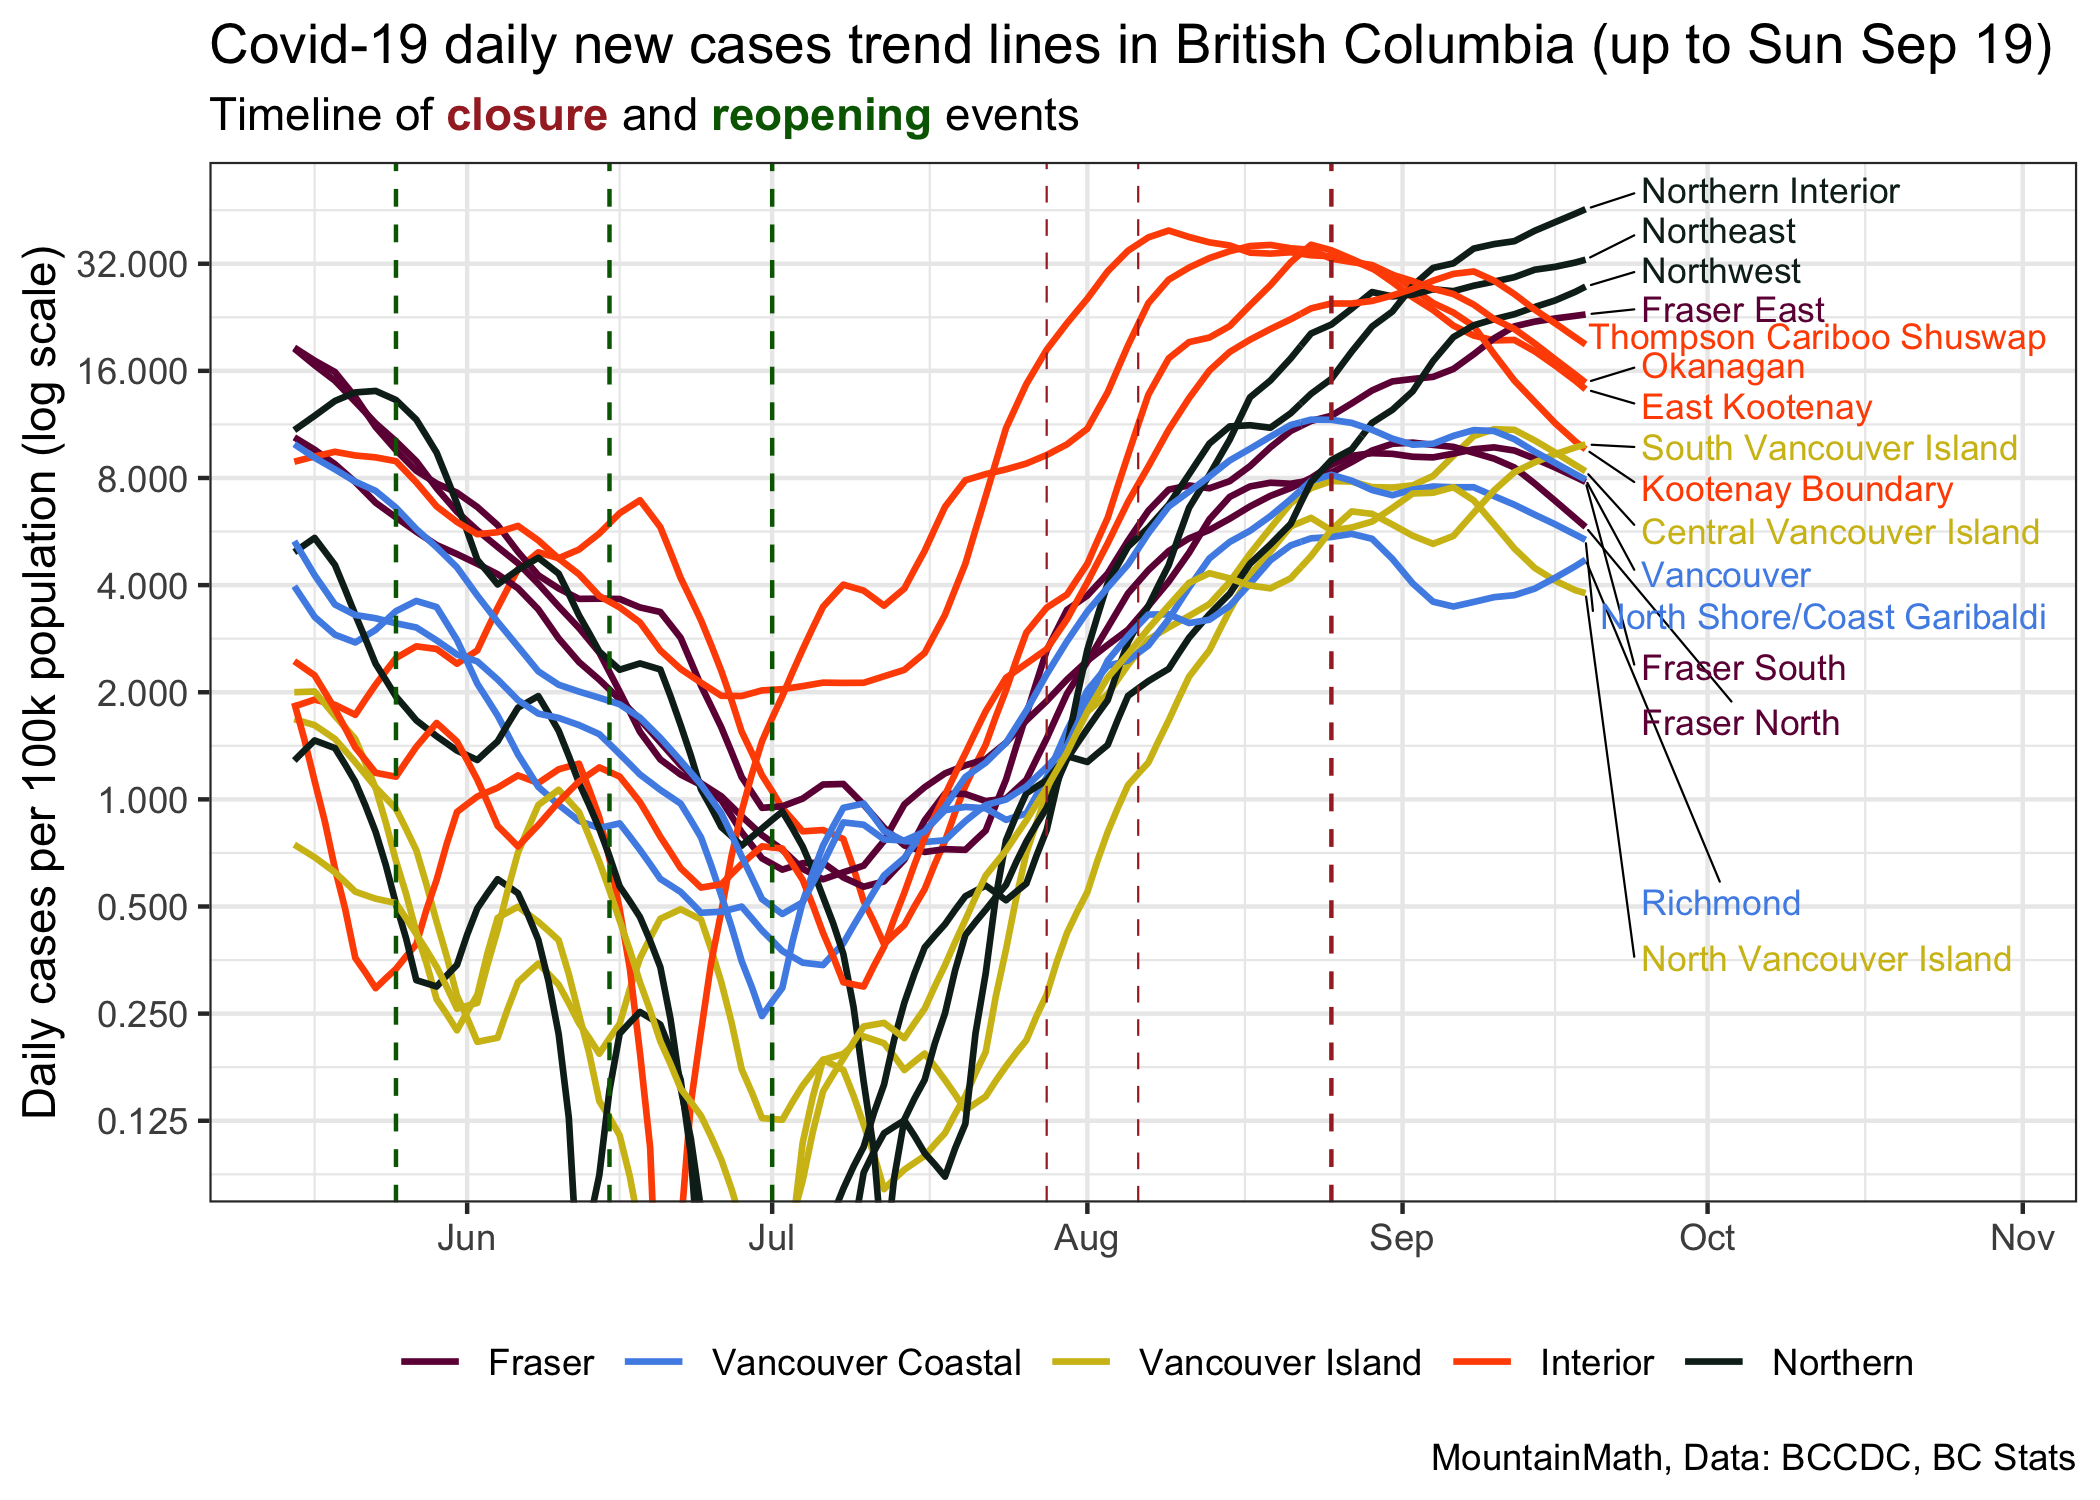 Covid-19 daily new cases trend lines in British Columbia (up to Sun Sep 19)
Timeline of closure and reopening events
Daily cases per 100k population (log scale)
32.000
16.000
8.000
4.000
2.000
1.000
0.500
0.250
0.125
Northern Interior
Northeast
Northwest
Fraser East
Thompson Cariboo Shuswap
Okanagan
East Kootenay
South Vancouver Island
Kootenay Boundary
Central Vancouver Island
Vancouver
North Shore/Coast Garibaldi
Fraser South
Fraser North
Richmond
North Vancouver Island
Jun Jul Aug Sep Oct Nov
Fraser Vancouver Coastal Vancouver Island Interior Northern
MountainMath, Data: BCCDC, BC Stats